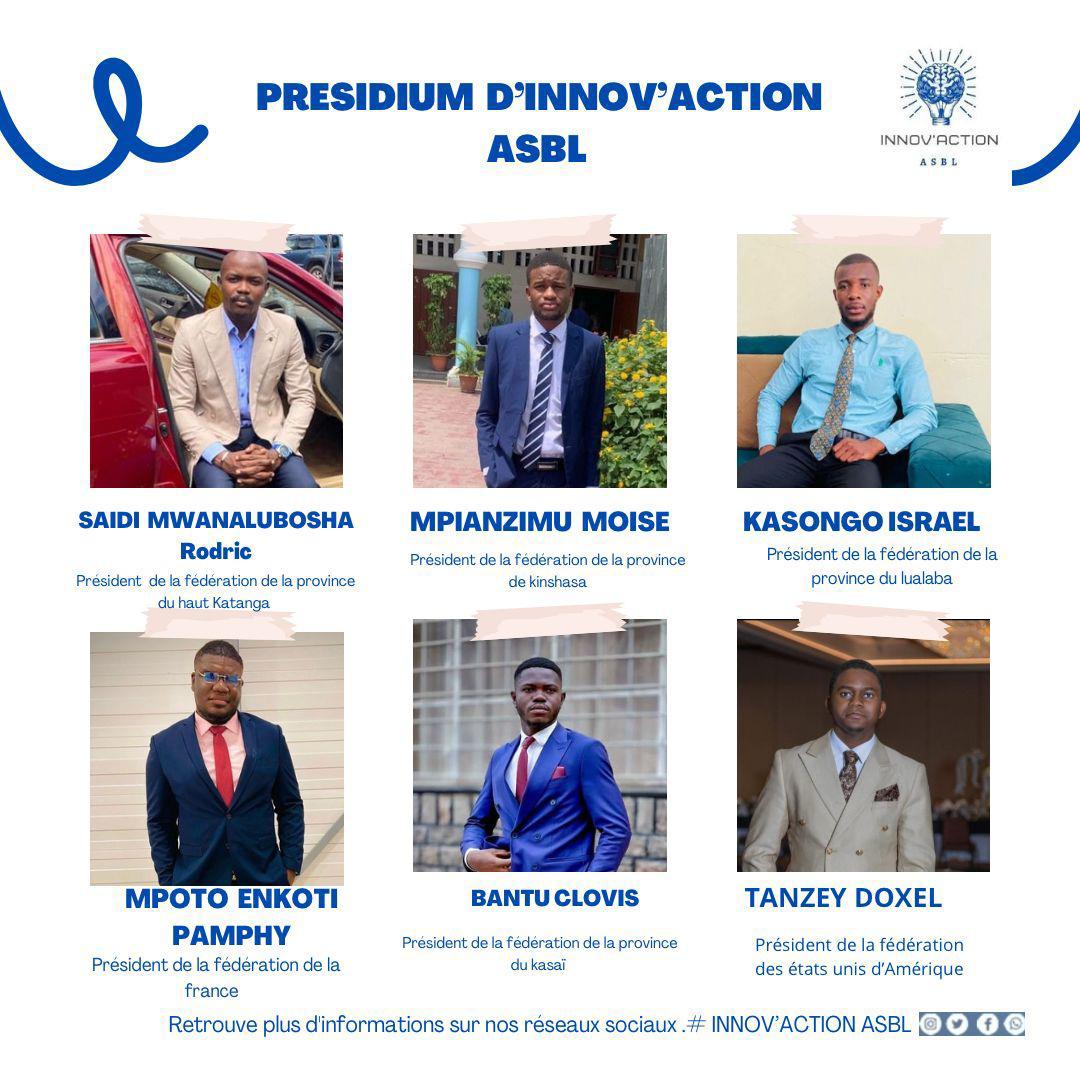 PRESIDIUM D’INNOV’ACTION
ASBL
INNOV'ACTION
ASBL
SAIDI MWANALUBOSHA
Rodric
Président de la fédération de la province
du haut Katanga
MPIANZIMU MOISE
Président de la fédération de la province
de kinshasa
KASONGO ISRAEL
Président de la fédération de la
province du lualaba
MPOTO ENKOTI
PAMPHY
Président de la fédération de la
france
BANTU CLOVIS
Président de la fédération de la province
du kasaï
TANZEY DOXEL
Président de la fédération
des états unis d’Amérique
Retrouve plus d'informations sur nos réseaux sociaux .# INNOV’ACTION ASBL